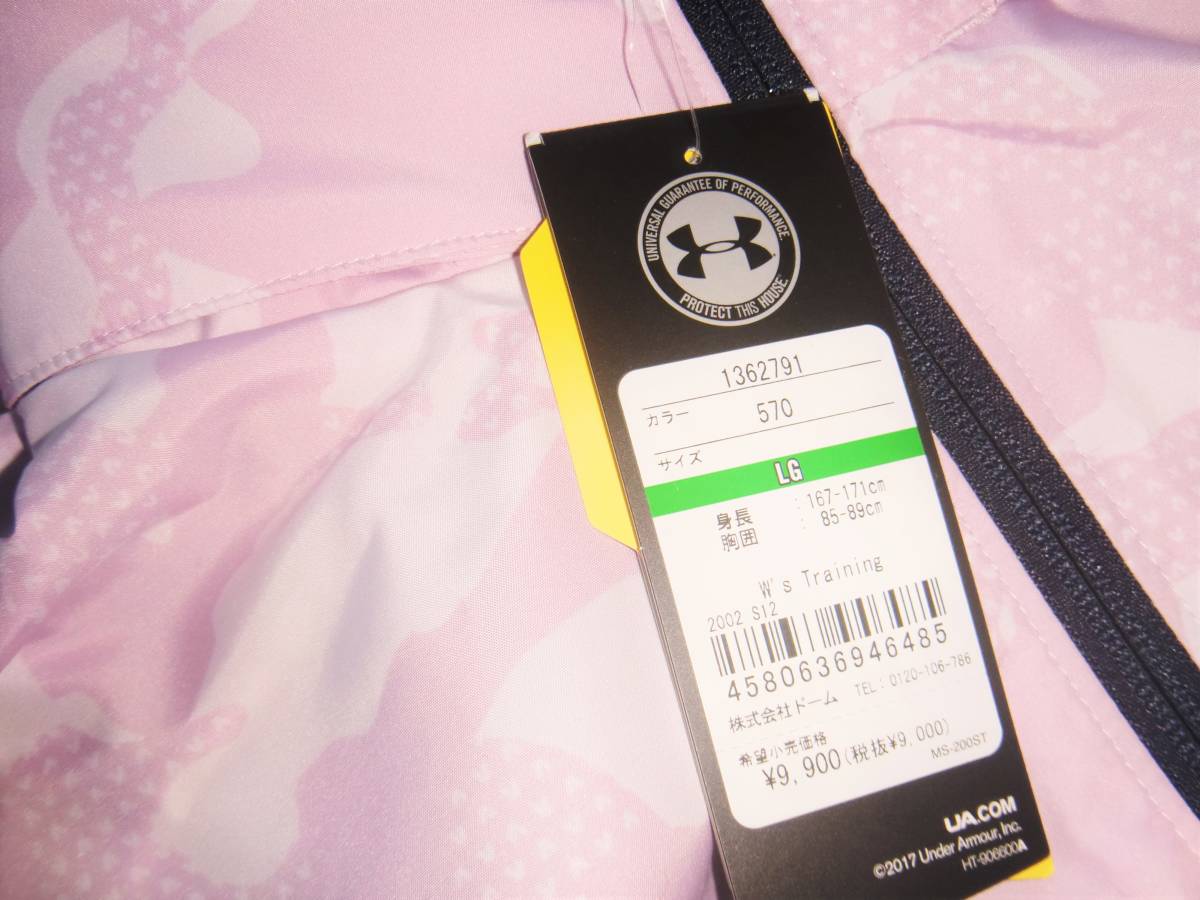 UNIVERSAL GUARANTEE OF PERFORMANCE.
PROTECT THIS HOUSE.
1362791
カラー 570
サイズ
LG
身長 : 167-171cm
胸囲 : 85-89cm
W's Training
2002 S12
4580636946485
株式会社ドーム TEL:0120-106-786
希望小売価格
¥9,900(税抜¥9,000)
MS-200ST
UA.COM
©2017 Under Armour, Inc.
HT-906600A